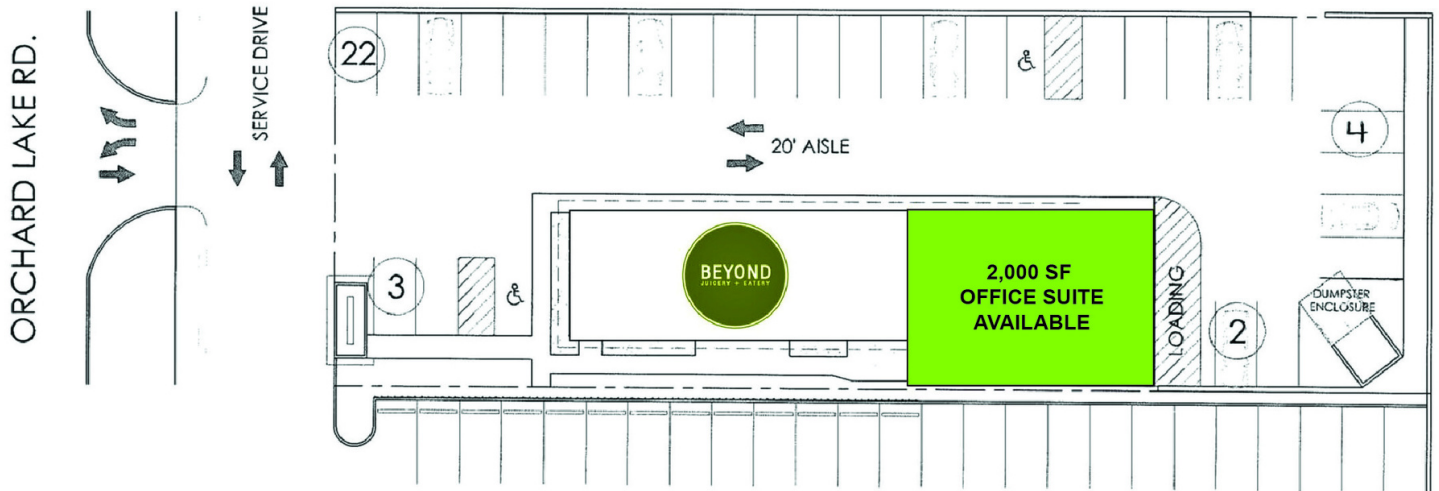 ORCHARD LAKE RD.
SERVICE DRIVE
22
20' AISLE
4
3
BEYOND
JUICERY + EATERY
2,000 SF
OFFICE SUITE
AVAILABLE
LOADING
2
DUMPSTER
ENCLOSURE